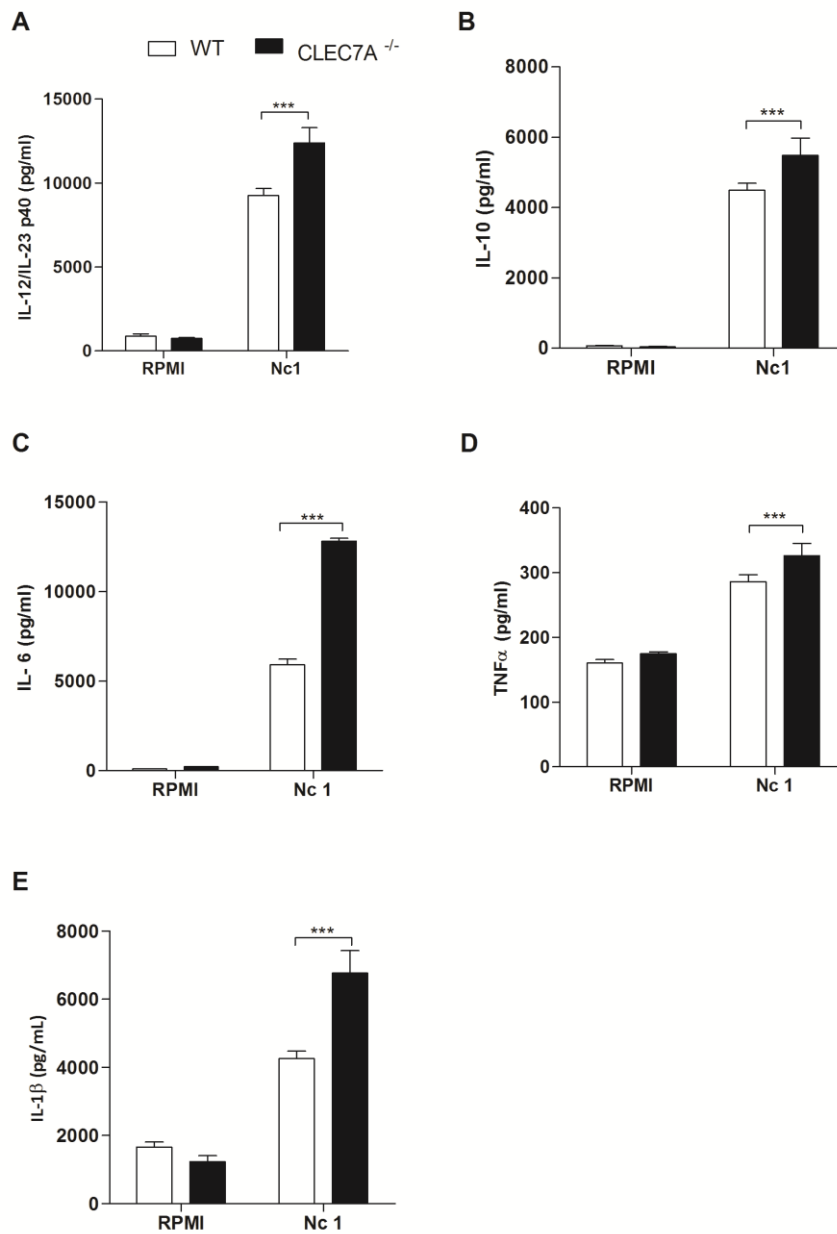 A
B
WT CLEC7A -/-
IL-12/IL-23 p40 (pg/ml)
15000
10000
5000
0
***
RPMI Nc1
IL-10 (pg/ml)
8000
6000
4000
2000
0
***
RPMI Nc1
C
D
IL- 6 (pg/ml)
15000
10000
5000
0
***
RPMI Nc 1
TNFα (pg/ml)
400
300
200
100
0
***
RPMI Nc 1
E
IL-1β (pg/mL)
8000
6000
4000
2000
0
***
RPMI Nc 1